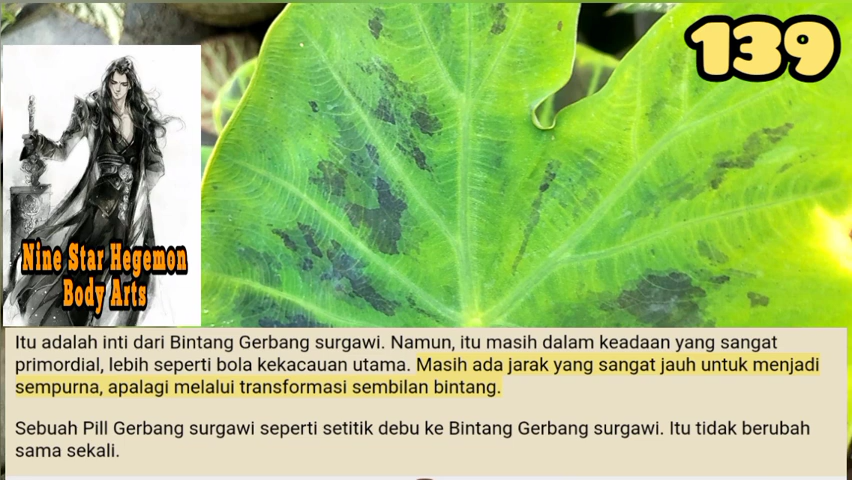 139
Nine Star Hegemon
Body Arts
Itu adalah inti dari Bintang Gerbang surgawi. Namun, itu masih dalam keadaan yang sangat
primordial, lebih seperti bola kekacauan utama. Masih ada jarak yang sangat jauh untuk menjadi
sempurna, apalagi melalui transformasi sembilan bintang.
Sebuah Pill Gerbang surgawi seperti setitik debu ke Bintang Gerbang surgawi. Itu tidak berubah
sama sekali.